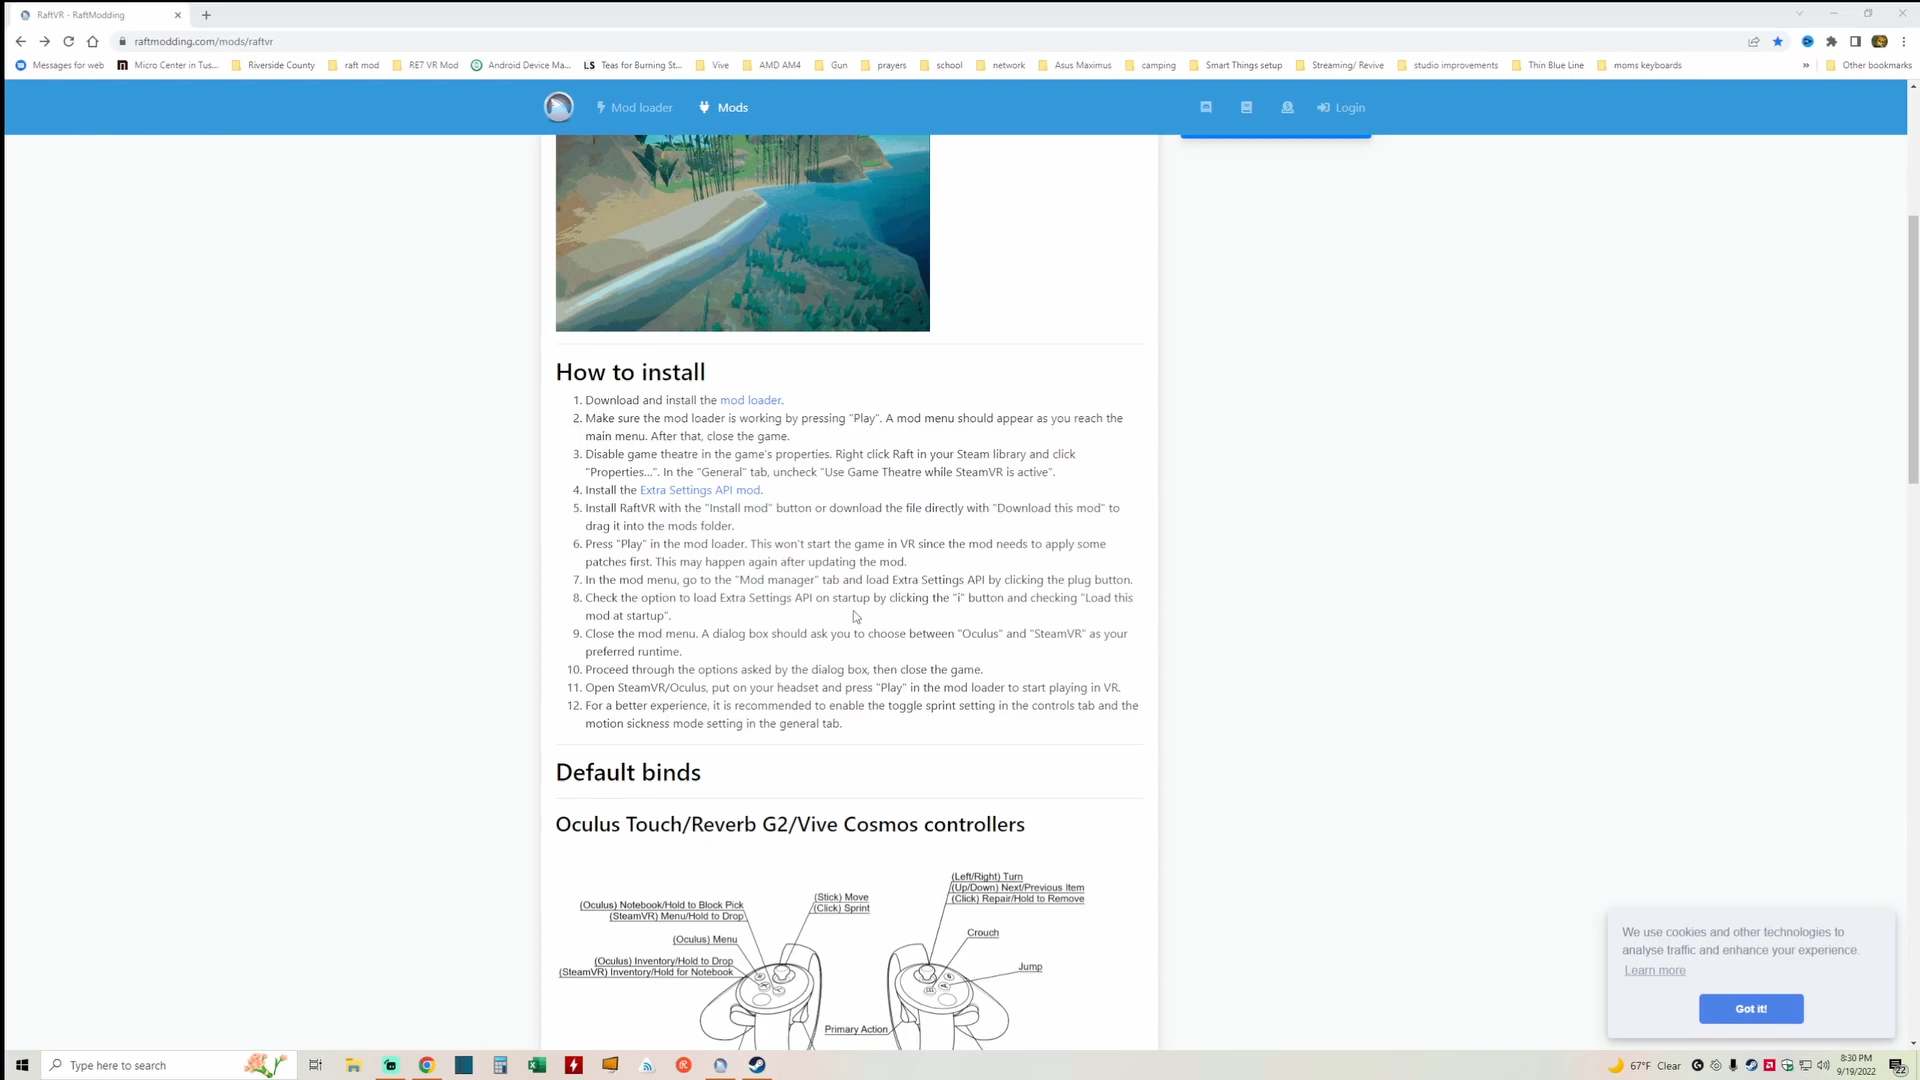 RaftVR - RaftModding
raftmodding.com/mods/raftvr
Messages for web Micro Center in Tus... Riverside County raft mod RE7 VR Mod Android Device Ma... LS Teas for Burning St... Vive AMD AM4 Gun prayers school network Asus Maximus camping Smart Things setup Streaming/ Revive studio improvements Thin Blue Line moms keyboards » Other bookmarks
Mod loader Mods Login
How to install
1. Download and install the mod loader.
2. Make sure the mod loader is working by pressing "Play". A mod menu should appear as you reach the
main menu. After that, close the game.
3. Disable game theatre in the game's properties. Right click Raft in your Steam library and click
"Properties...". In the "General" tab, uncheck "Use Game Theatre while SteamVR is active".
4. Install the Extra Settings API mod.
5. Install RaftVR with the "Install mod" button or download the file directly with "Download this mod" to
drag it into the mods folder.
6. Press "Play" in the mod loader. This won't start the game in VR since the mod needs to apply some
patches first. This may happen again after updating the mod.
7. In the mod menu, go to the "Mod manager" tab and load Extra Settings API by clicking the plug button.
8. Check the option to load Extra Settings API on startup by clicking the "i" button and checking "Load this
mod at startup".
9. Close the mod menu. A dialog box should ask you to choose between "Oculus" and "SteamVR" as your
preferred runtime.
10. Proceed through the options asked by the dialog box, then close the game.
11. Open SteamVR/Oculus, put on your headset and press "Play" in the mod loader to start playing in VR.
12. For a better experience, it is recommended to enable the toggle sprint setting in the controls tab and the
motion sickness mode setting in the general tab.
Default binds
Oculus Touch/Reverb G2/Vive Cosmos controllers
(Oculus) Notebook/Hold to Block Pick
(SteamVR) Menu/Hold to Drop
(Oculus) Menu
(Oculus) Inventory/Hold to Drop
(SteamVR) Inventory/Hold for Notebook
(Stick) Move
(Click) Sprint
(Left/Right) Turn
(Up/Down) Next/Previous Item
(Click) Repair/Hold to Remove
Crouch
Jump
Primary Action
We use cookies and other technologies to
analyse traffic and enhance your experience.
Learn more
Got it!
Type here to search
67°F Clear
8:30 PM
9/19/2022
22